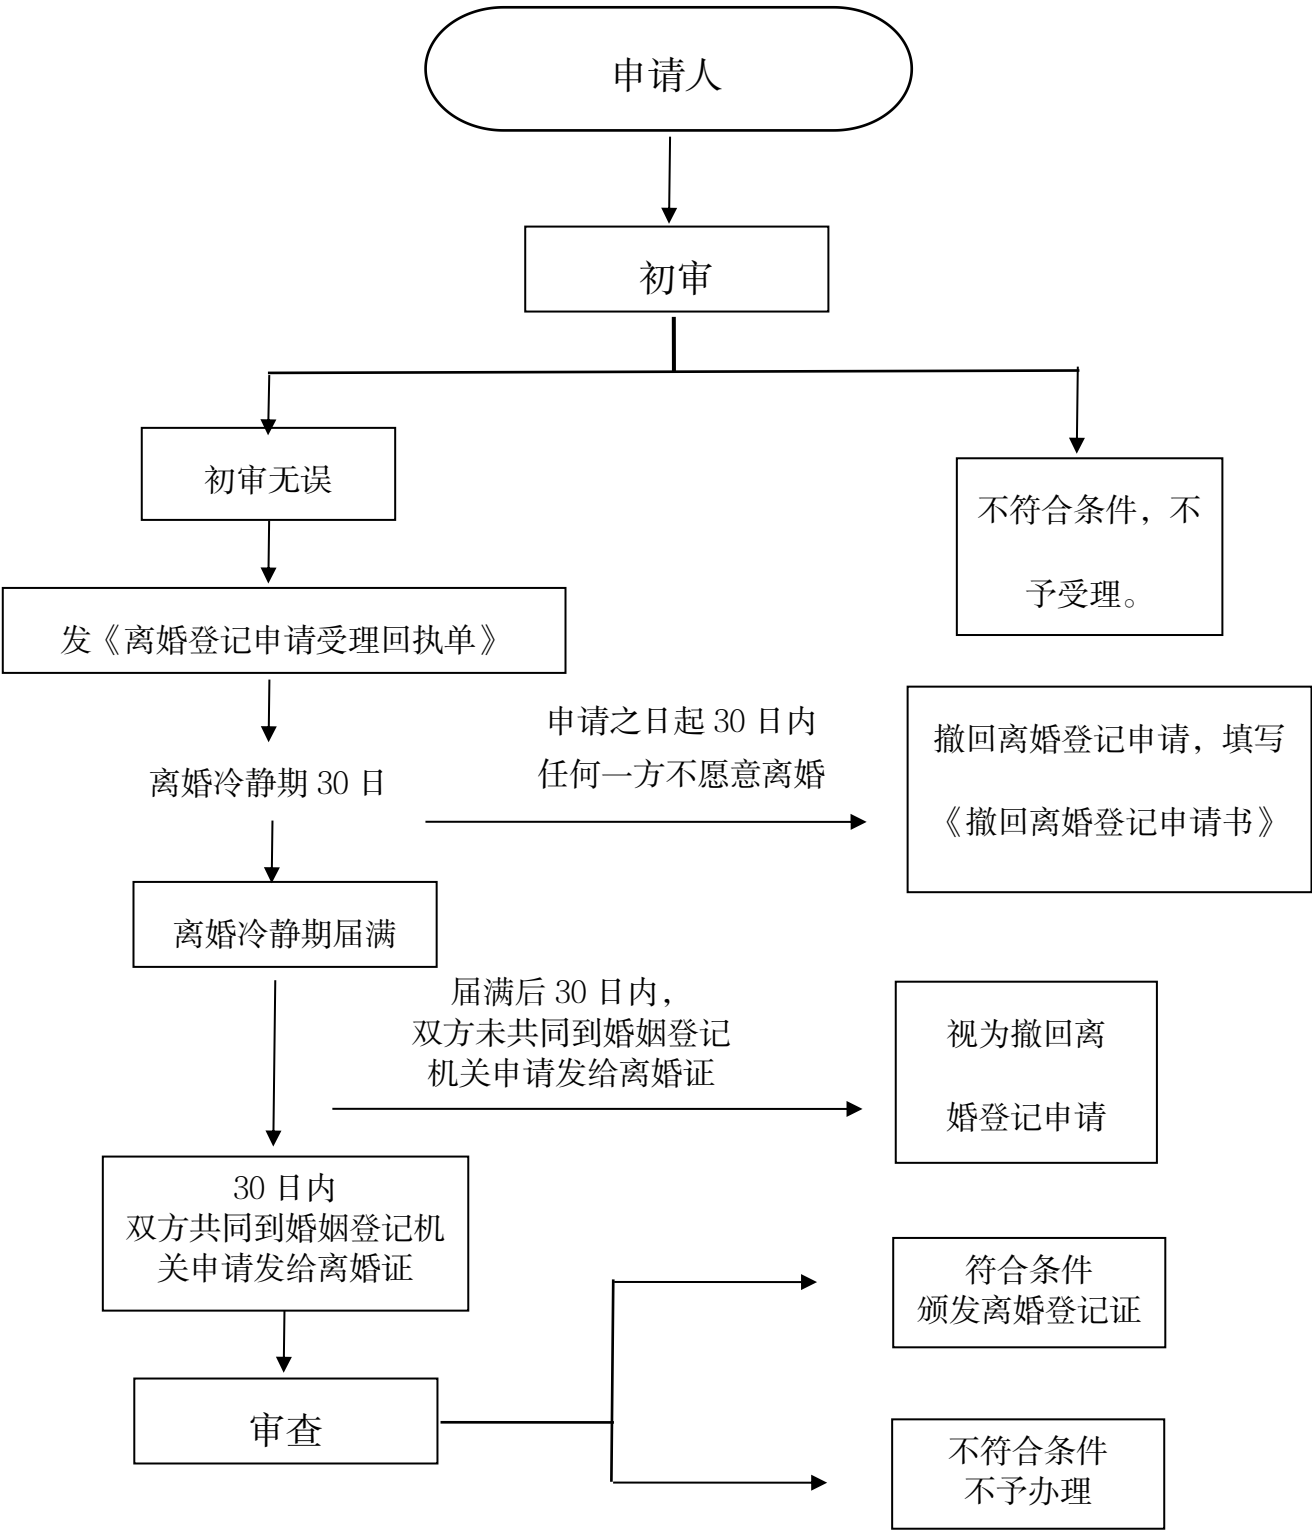 申请人
初审
初审无误
不符合条件，不
予受理。
发《离婚登记申请受理回执单》
申请之日起 30 日内
任何一方不愿意离婚
撤回离婚登记申请，填写
《撤回离婚登记申请书》
离婚冷静期 30 日
离婚冷静期届满
届满后 30 日内，
双方未共同到婚姻登记
机关申请发给离婚证
视为撤回离
婚登记申请
30 日内
双方共同到婚姻登记机
关申请发给离婚证
符合条件
颁发离婚登记证
审查
不符合条件
不予办理